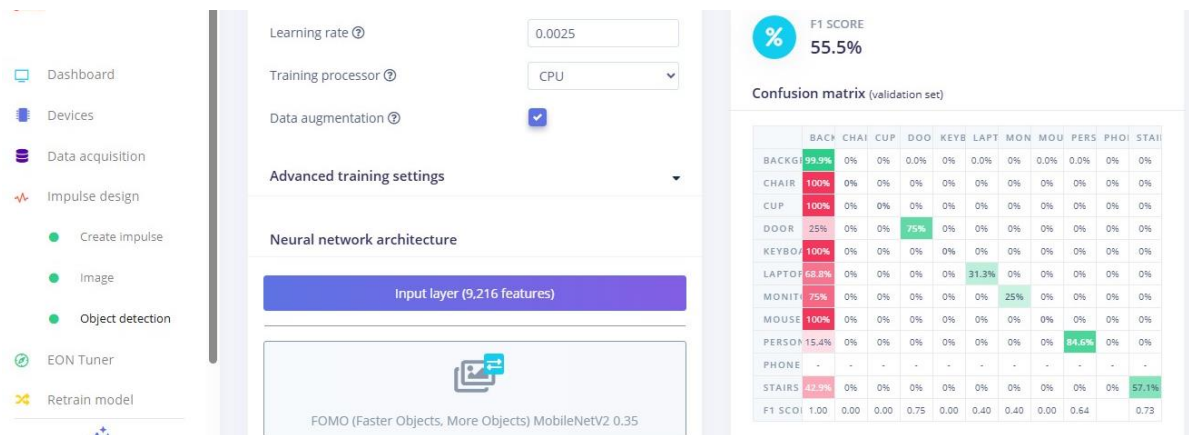 Dashboard
Devices
Data acquisition
Impulse design
Create impulse
Image
Object detection
EON Tuner
Retrain model
Learning rate
0.0025
Training processor
CPU
Data augmentation
Advanced training settings
Neural network architecture
Input layer (9,216 features)
FOMO (Faster Objects, More Objects) MobileNetV2 0.35
%
F1 SCORE
55.5%
Confusion matrix (validation set)
BACK CHAI CUP DOO KEYB LAPT MON MOU PERS PHOI STAII
BACKGI 99.9% 0% 0% 0.0% 0% 0.0% 0% 0.0% 0.0% 0% 0%
CHAIR 100% 0% 0% 0% 0% 0% 0% 0% 0% 0% 0%
CUP 100% 0% 0% 0% 0% 0% 0% 0% 0% 0% 0%
DOOR 25% 0% 0% 75% 0% 0% 0% 0% 0% 0% 0%
KEYBOA 100% 0% 0% 0% 0% 0% 0% 0% 0% 0% 0%
LAPTOP 68.8% 0% 0% 0% 0% 31.3% 0% 0% 0% 0% 0%
MONIT 75% 0% 0% 0% 0% 0% 25% 0% 0% 0% 0%
MOUSE 100% 0% 0% 0% 0% 0% 0% 0% 0% 0% 0%
PERSON 15.4% 0% 0% 0% 0% 0% 0% 0% 84.6% 0% 0%
PHONE - - - - - - - - - - -
STAIRS 42.9% 0% 0% 0% 0% 0% 0% 0% 0% 0% 57.1%
F1 SCO 1.00 0.00 0.00 0.75 0.00 0.40 0.40 0.00 0.64 0.73